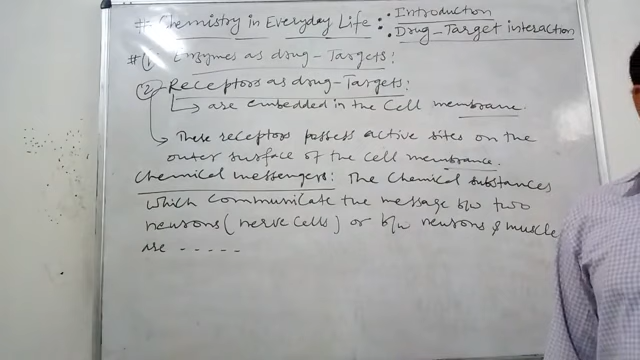 # Chemistry in Everyday Life : : Introduction
: Drug-Target interaction
# (1) Enzymes as drug-Targets:
(2) Receptors as drug-Targets:
→ are embedded in the cell membrane.
→ These receptors possess active sites on the
outer surface of the cell membrance.
Chemical messengers: The Chemical substances
which communicate the message b/w two
neurons (nerve cells) or b/w neurons & muscle
are - - - - -